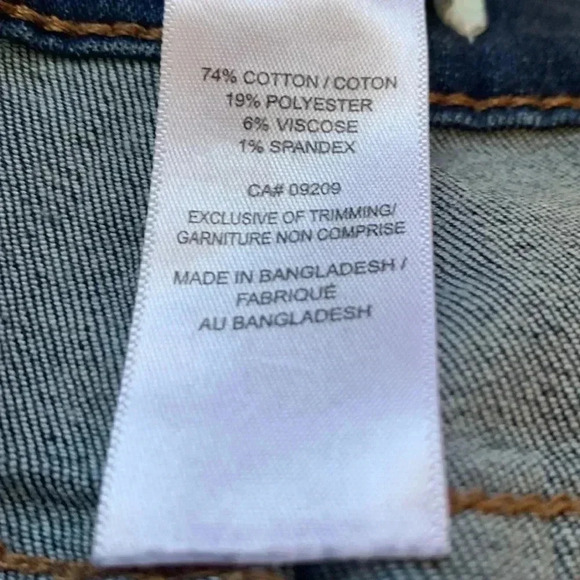 74% COTTON / COTON
19% POLYESTER
6% VISCOSE
1% SPANDEX
CA# 09209
EXCLUSIVE OF TRIMMING/
GARNITURE NON COMPRISE
MADE IN BANGLADESH /
FABRIQUÉ
AU BANGLADESH